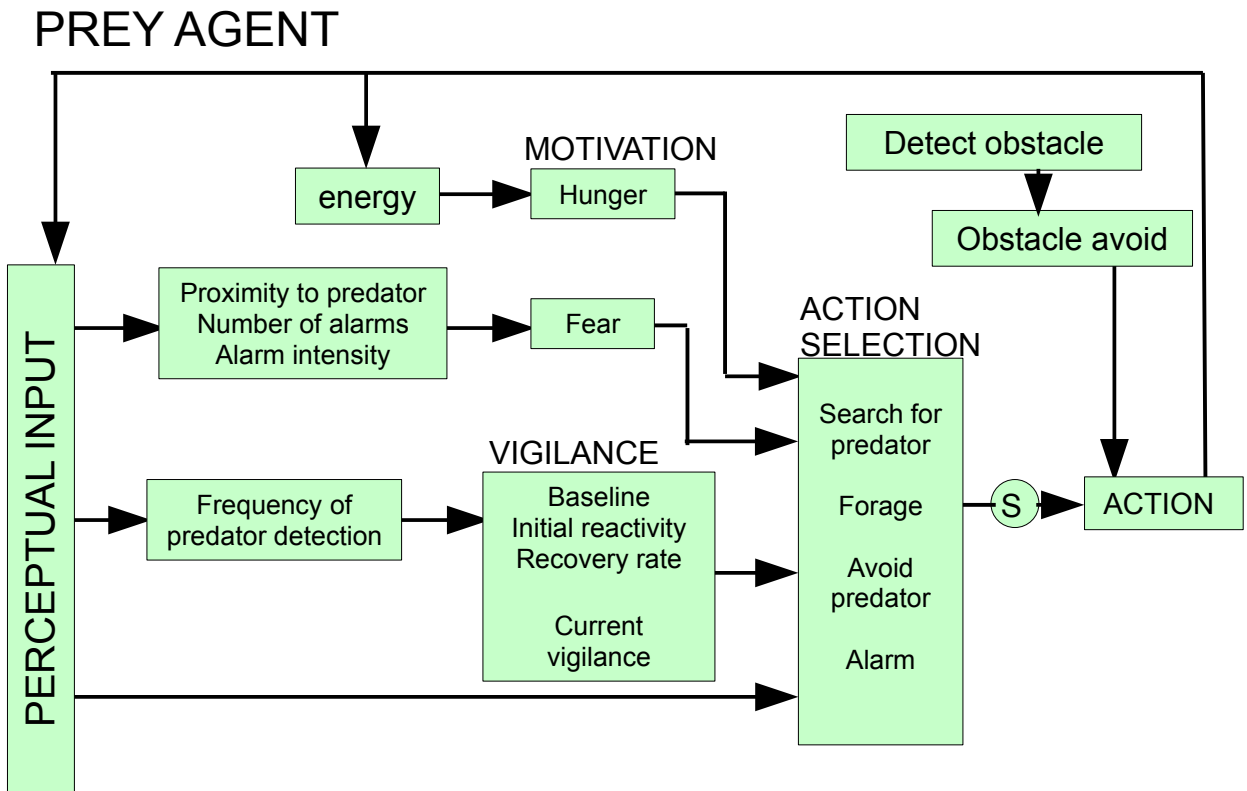 PREY AGENT
MOTIVATION
energy
Hunger
Detect obstacle
Obstacle avoid
PERCEPTUAL INPUT
Proximity to predator
Number of alarms
Alarm intensity
Fear
ACTION
SELECTION
Search for
predator
Forage
Avoid
predator
Alarm
VIGILANCE
Baseline
Initial reactivity
Recovery rate
Current
vigilance
Frequency of
predator detection
S
ACTION